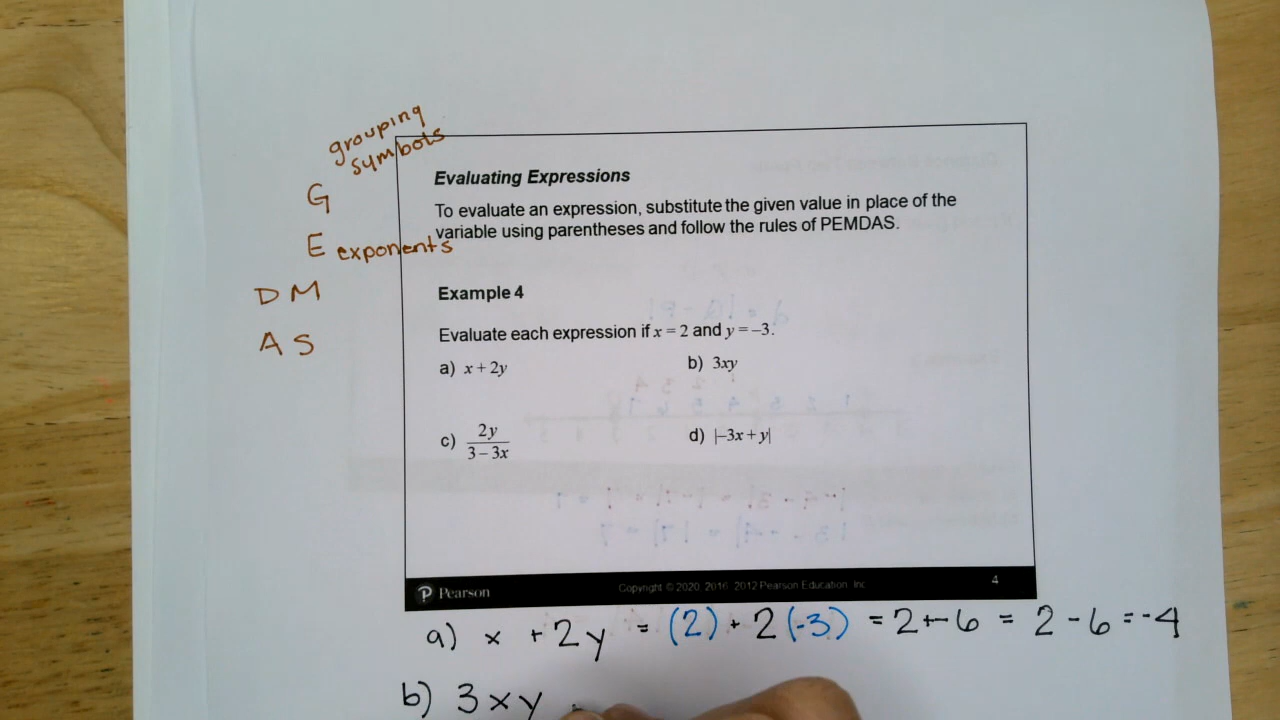 grouping
symbols
G
E exponents
D M
A S
Evaluating Expressions
To evaluate an expression, substitute the given value in place of the
variable using parentheses and follow the rules of PEMDAS.
Example 4
Evaluate each expression if x = 2 and y = –3.
a) x + 2y
b) 3xy
c) 2y / 3 – 3x
d) |–3x + y|
Pearson
Copyright © 2020, 2016, 2012 Pearson Education, Inc.
4
a) x + 2y = (2) + 2(-3) = 2 + -6 = 2 - 6 = -4
b) 3xy